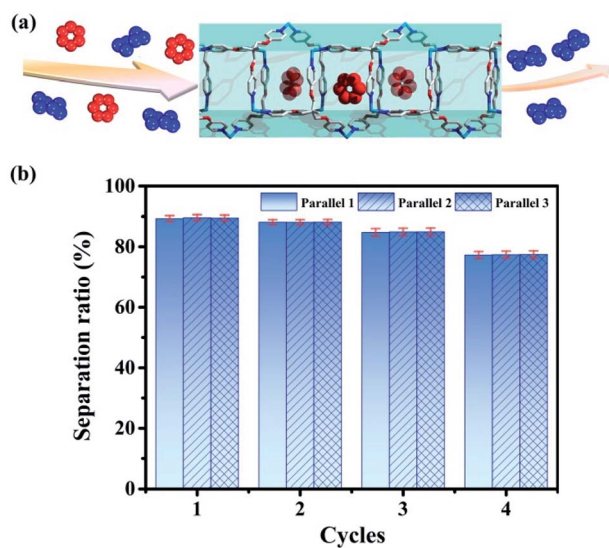 (a)
(b)
100
80
60
40
20
0
Separation ratio (%)
Parallel 1
Parallel 2
Parallel 3
1
2
3
4
Cycles